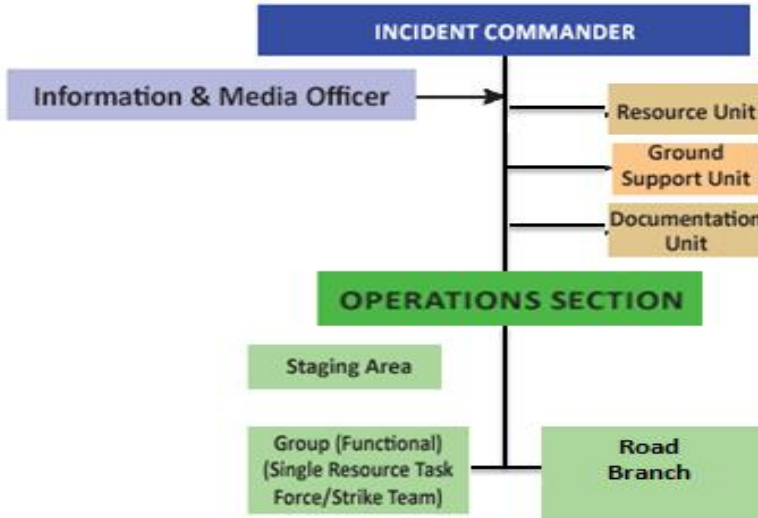 INCIDENT COMMANDER
Information & Media Officer
Resource Unit
Ground
Support Unit
Documentation
Unit
OPERATIONS SECTION
Staging Area
Group (Functional)
(Single Resource Task
Force/Strike Team)
Road
Branch